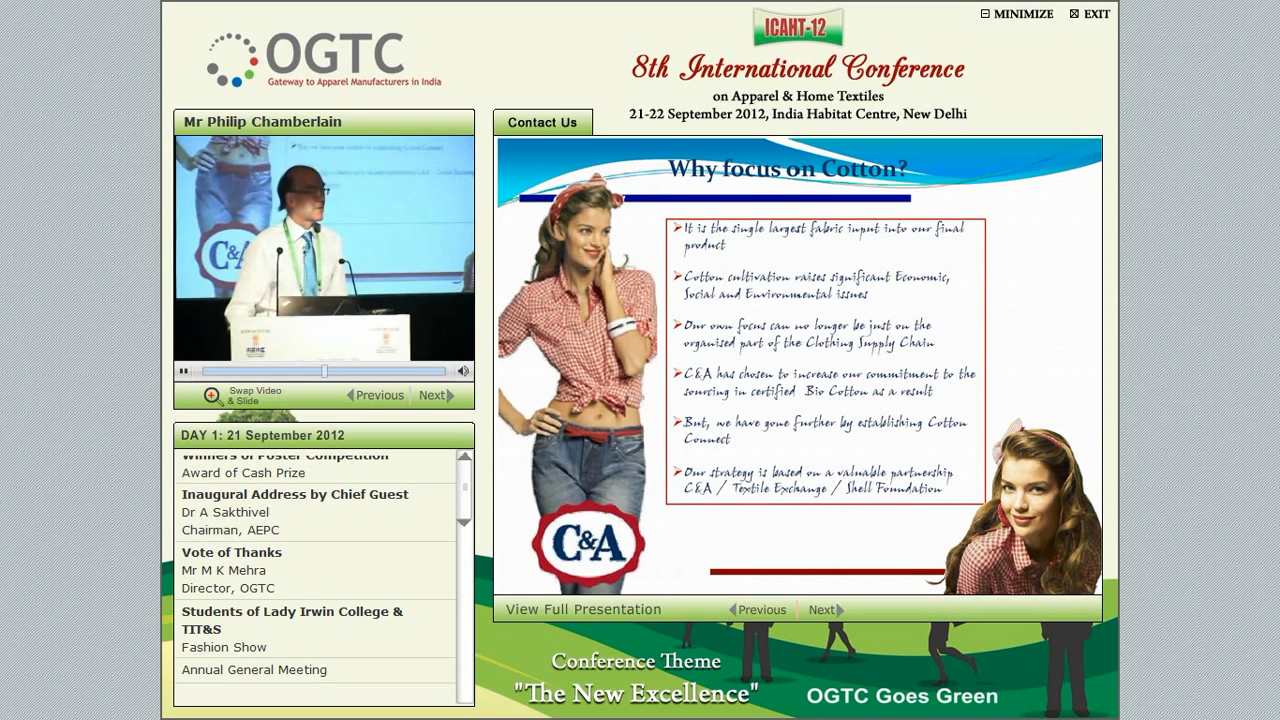 MINIMIZE
EXIT
ICAHT-12
OGTC
Gateway to Apparel Manufacturers in India
8th International Conference
on Apparel & Home Textiles
21-22 September 2012, India Habitat Centre, New Delhi
Mr Philip Chamberlain
Contact Us
Why focus on Cotton?
It is the single largest fabric input into our final
product
Cotton cultivation raises significant Economic,
Social and Environmental issues
Our own focus can no longer be just on the
organised part of the Clothing Supply Chain
C&A has chosen to increase our commitment to the
sourcing in certified Bio Cotton as a result
But, we have gone further by establishing Cotton
Connect
Our strategy is based on a valuable partnership
C&A / Textile Exchange / Shell Foundation
C&A
Swap Video
& Slide
Previous
Next
DAY 1: 21 September 2012
Winners of Poster Competition
Award of Cash Prize
Inaugural Address by Chief Guest
Dr A Sakthivel
Chairman, AEPC
Vote of Thanks
Mr M K Mehra
Director, OGTC
Students of Lady Irwin College &
TIT&S
Fashion Show
Annual General Meeting
View Full Presentation
Previous
Next
Conference Theme
"The New Excellence"
OGTC Goes Green